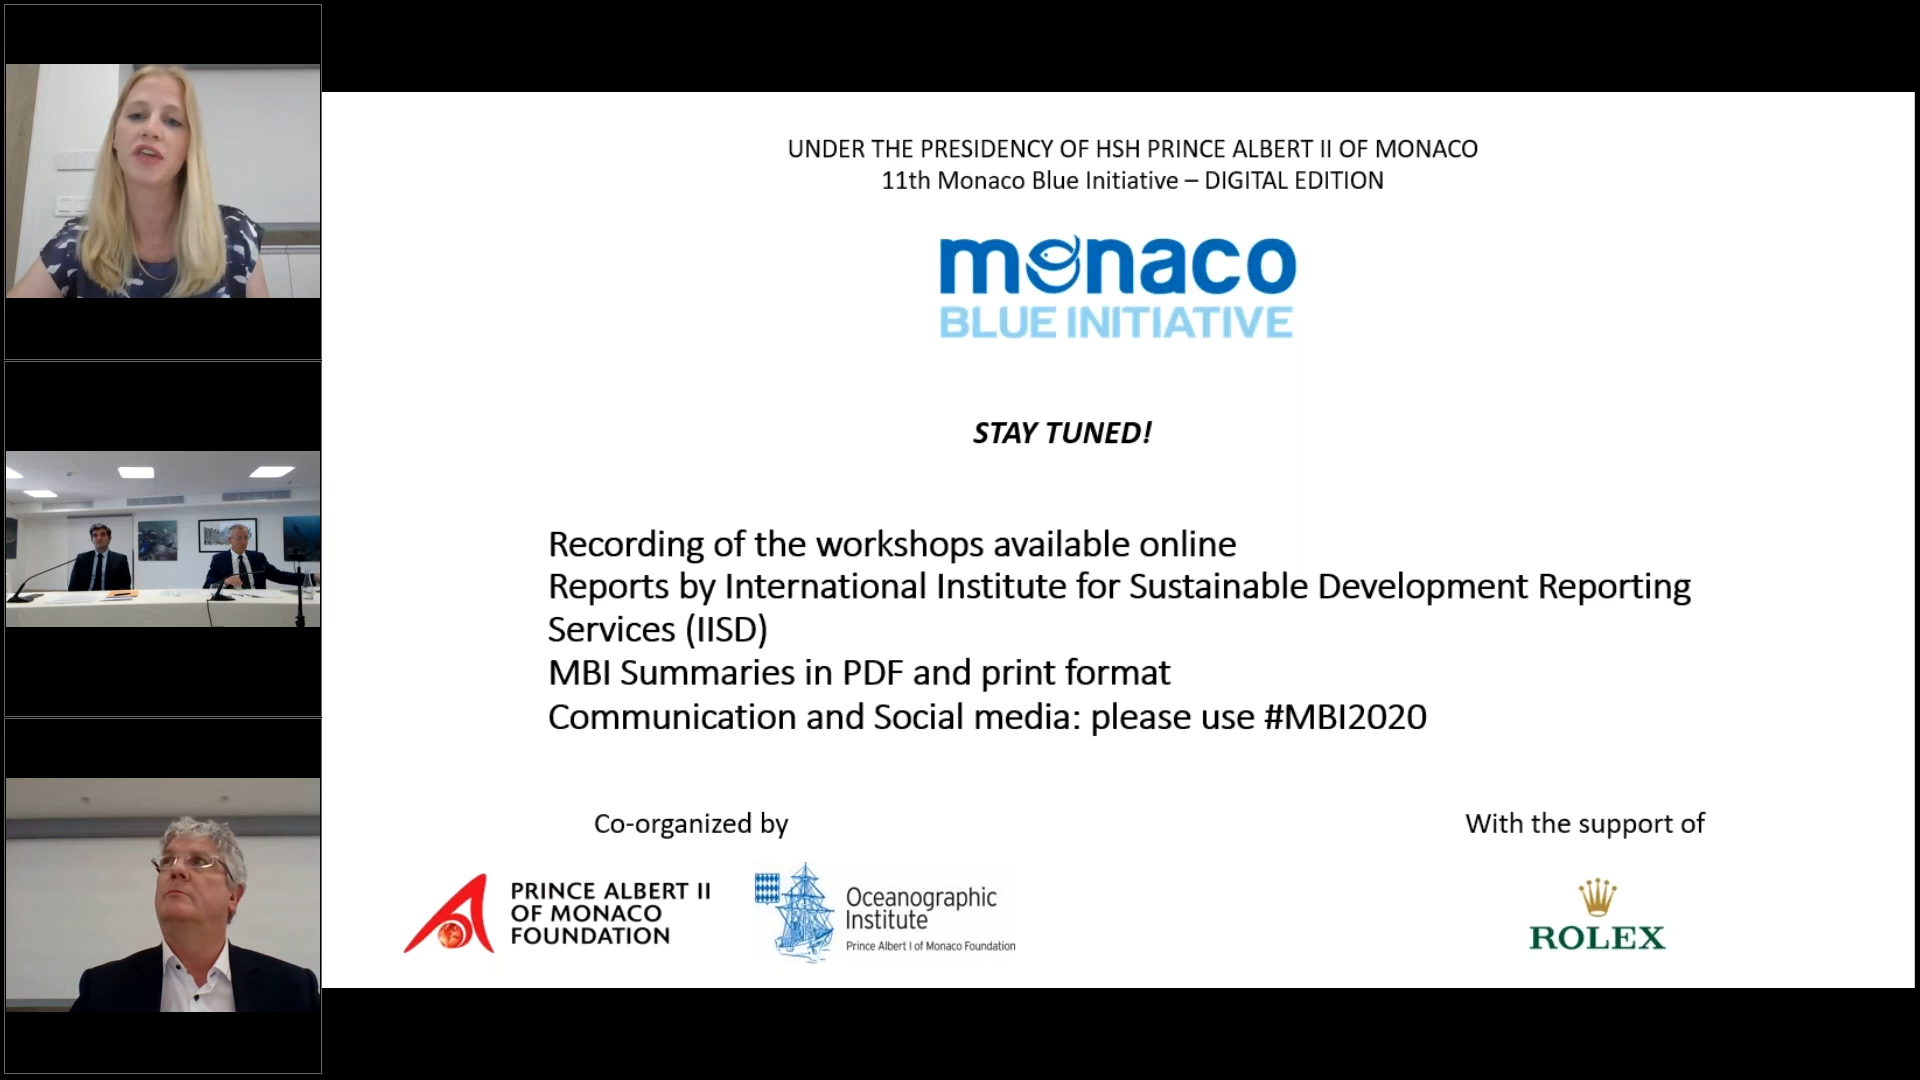 UNDER THE PRESIDENCY OF HSH PRINCE ALBERT II OF MONACO
11th Monaco Blue Initiative – DIGITAL EDITION
monaco
BLUE INITIATIVE
STAY TUNED!
Recording of the workshops available online
Reports by International Institute for Sustainable Development Reporting
Services (IISD)
MBI Summaries in PDF and print format
Communication and Social media: please use #MBI2020
Co-organized by
With the support of
PRINCE ALBERT II
OF MONACO
FOUNDATION
Oceanographic
Institute
Prince Albert I of Monaco Foundation
ROLEX